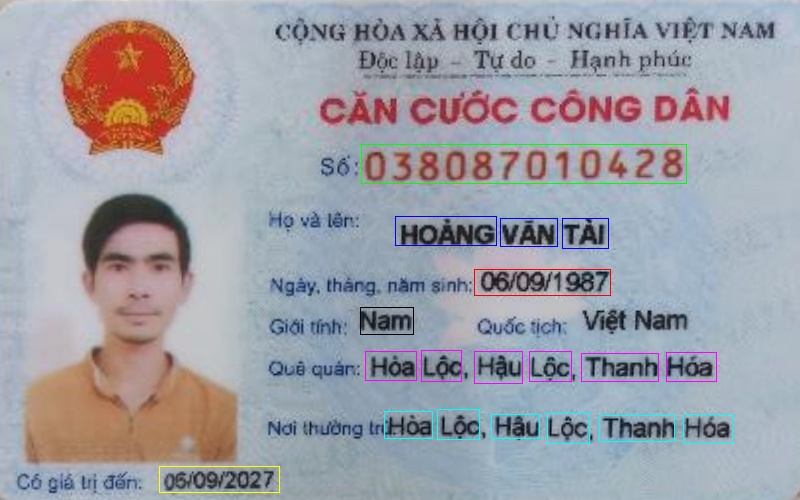 CỘNG HÒA XÃ HỘI CHỦ NGHĨA VIỆT NAM
Độc lập - Tự do - Hạnh phúc
CĂN CƯỚC CÔNG DÂN
Số: 038087010428
Họ và tên: HOÀNG VĂN TÀI
Ngày, tháng, năm sinh: 06/09/1987
Giới tính: Nam Quốc tịch: Việt Nam
Quê quán: Hòa Lộc, Hậu Lộc, Thanh Hóa
Nơi thường trú: Hòa Lộc, Hậu Lộc, Thanh Hóa
Có giá trị đến: 06/09/2027